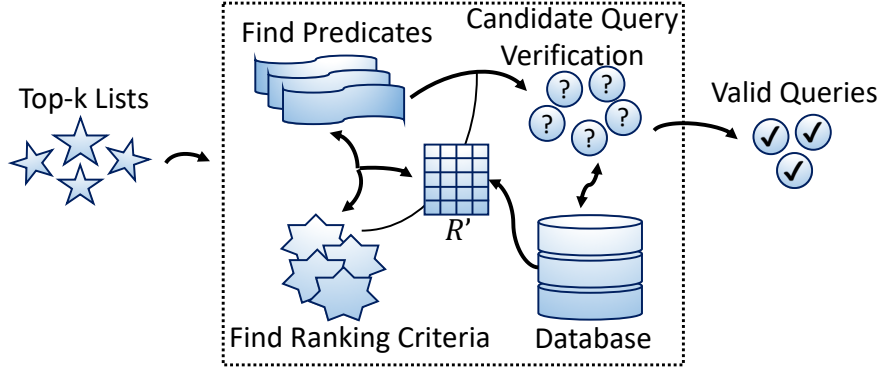 Top-k Lists
Find Predicates
Candidate Query
Verification
? ? ? ? ?
Valid Queries
✓ ✓ ✓
R'
Find Ranking Criteria
Database